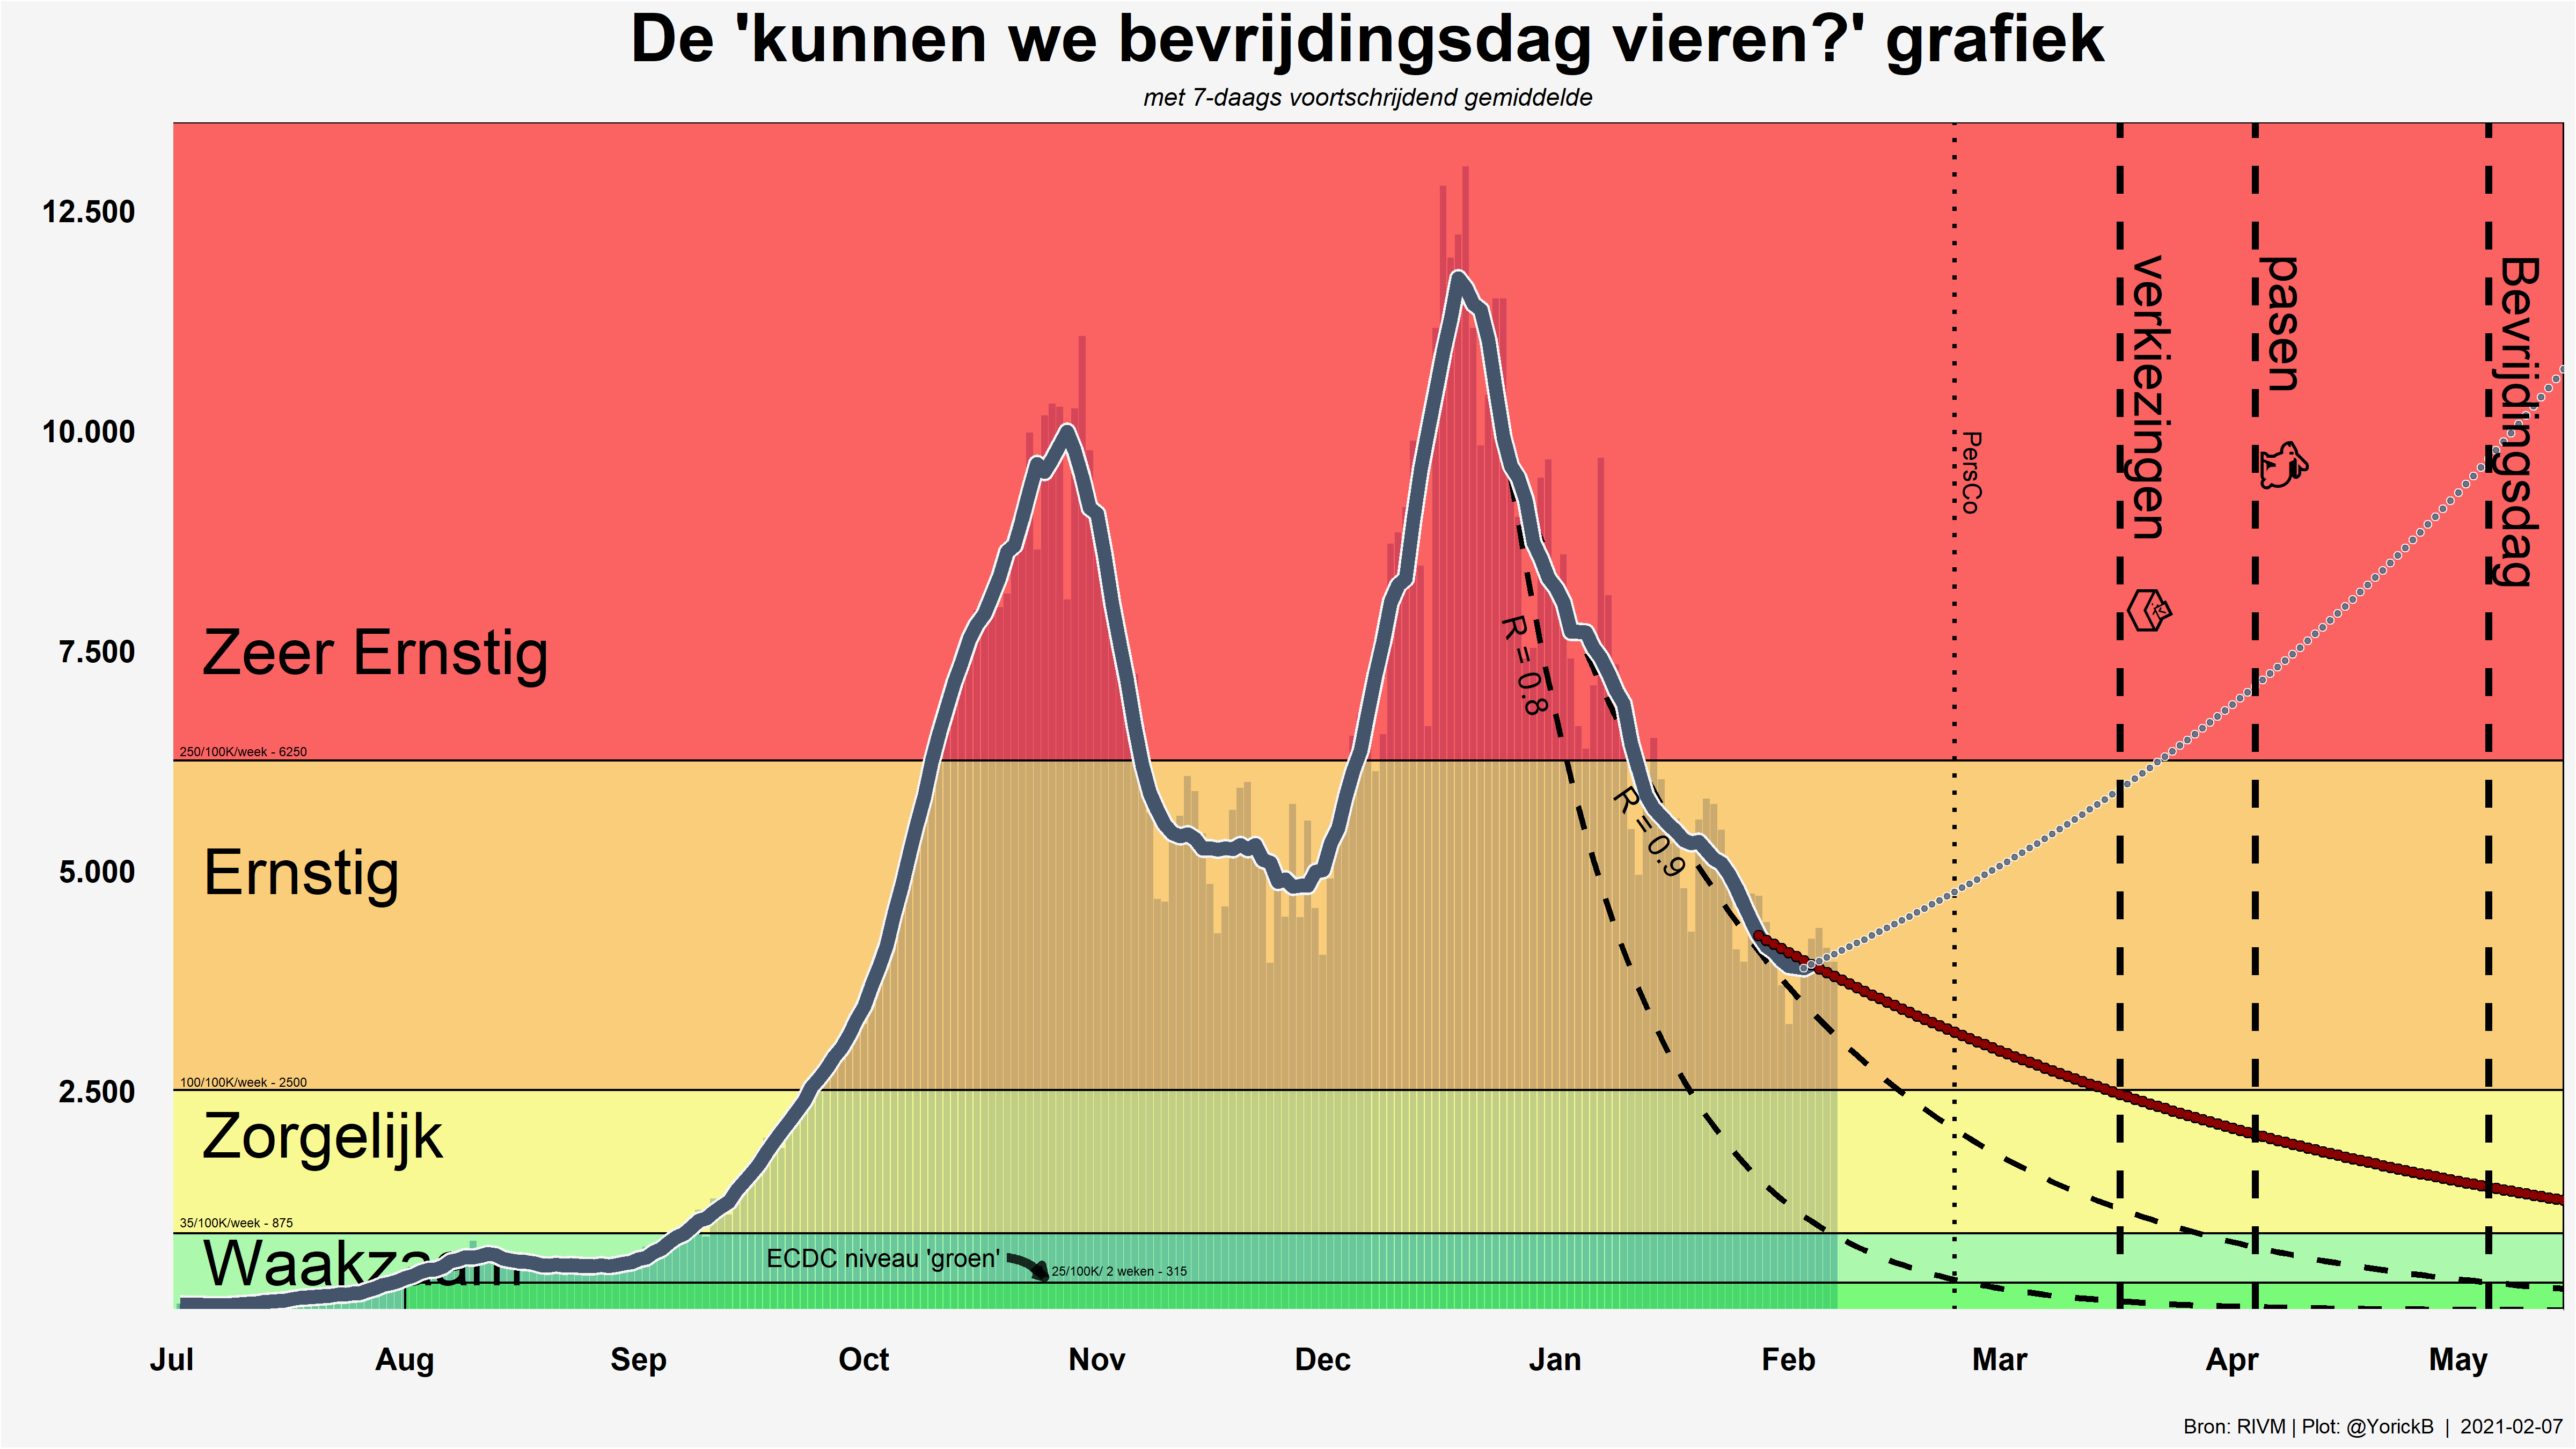 De 'kunnen we bevrijdingsdag vieren?' grafiek
met 7-daags voortschrijdend gemiddelde
12.500
10.000
7.500
5.000
2.500
Zeer Ernstig
250/100K/week - 6250
Ernstig
100/100K/week - 2500
Zorgelijk
35/100K/week - 875
Waakzaam
ECDC niveau 'groen'
25/100K/ 2 weken - 315
R =0.8
R =0.9
PersCo
verkiezingen
pasen
Bevrijdingsdag
Jul
Aug
Sep
Oct
Nov
Dec
Jan
Feb
Mar
Apr
May
Bron: RIVM | Plot: @YorickB | 2021-02-07